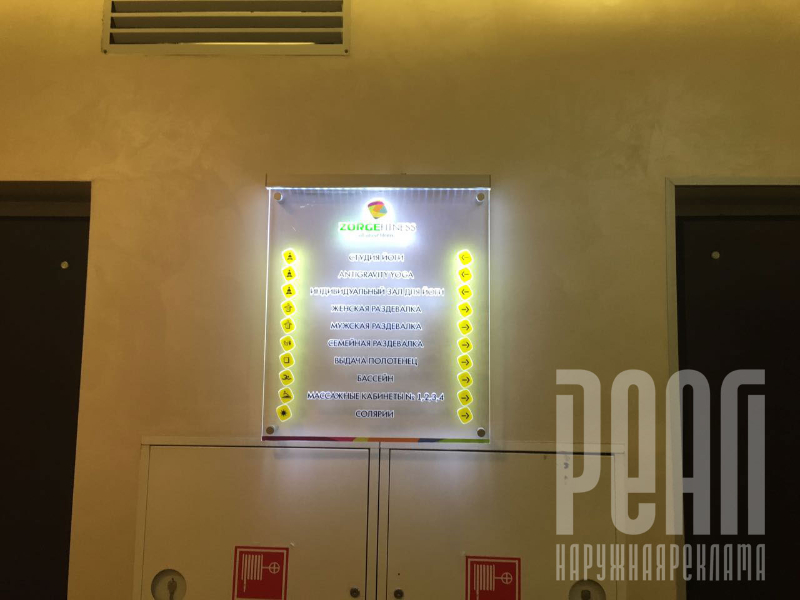 ZORGEFITNESS
СТУДИЯ ЙОГИ
ANTIGRAVITY YOGA
ИНДИВИДУАЛЬНЫЙ ЗАЛ ДЛЯ ЙОГИ
ЖЕНСКАЯ РАЗДЕВАЛКА
МУЖСКАЯ РАЗДЕВАЛКА
СЕМЕЙНАЯ РАЗДЕВАЛКА
ВЫДАЧА ПОЛОТЕНЕЦ
БАССЕЙН
МАССАЖНЫЕ КАБИНЕТЫ № 1,2,3,4
СОЛЯРИЙ
РЕАЛ
НАРУЖНАЯРЕКЛАМА